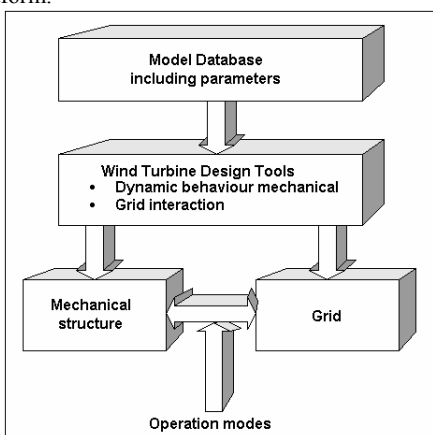 form.
Model Database
including parameters
Wind Turbine Design Tools
• Dynamic behaviour mechanical
• Grid interaction
Mechanical
structure
Grid
Operation modes